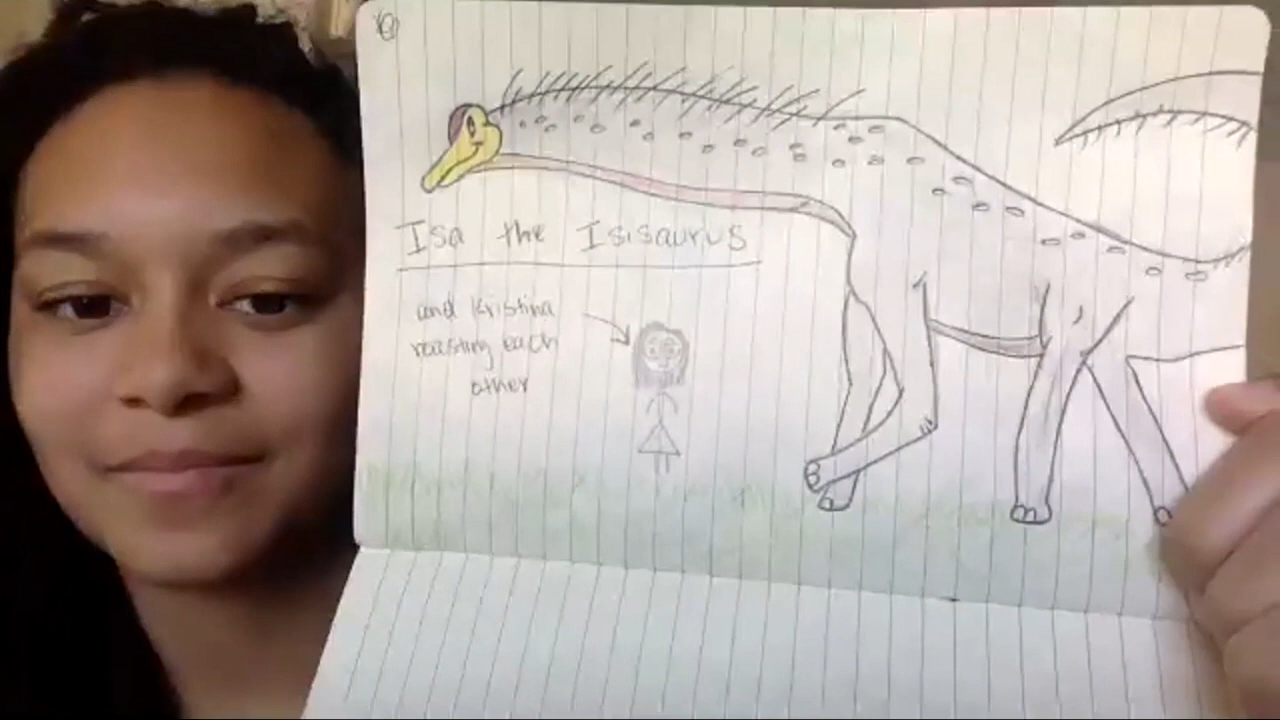 Isa the Isisaurus
and Kristina
roasting each
other